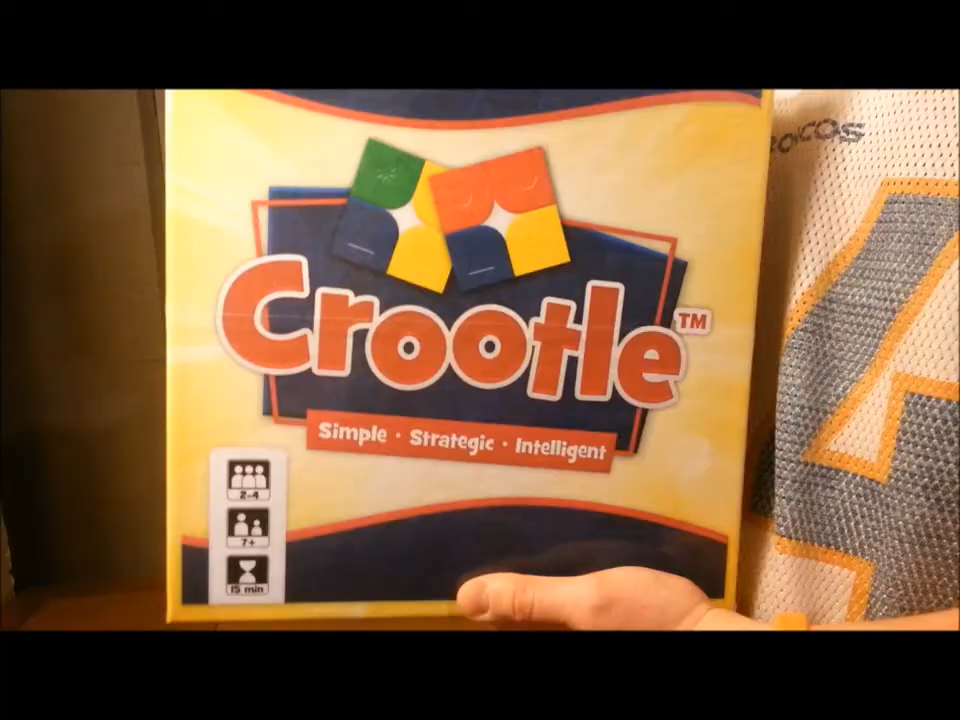 Crootle™
Simple · Strategic · Intelligent
2-4
7+
15 min